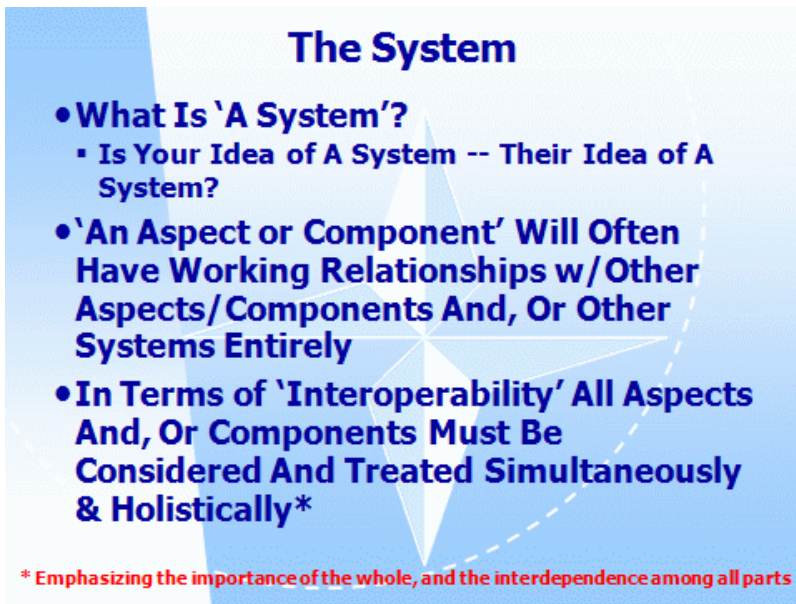 The System
•What Is ‘A System’?
▪ Is Your Idea of A System -- Their Idea of A
System?
•‘An Aspect or Component’ Will Often
Have Working Relationships w/Other
Aspects/Components And, Or Other
Systems Entirely
•In Terms of ‘Interoperability’ All Aspects
And, Or Components Must Be
Considered And Treated Simultaneously
& Holistically*
* Emphasizing the importance of the whole, and the interdependence among all parts